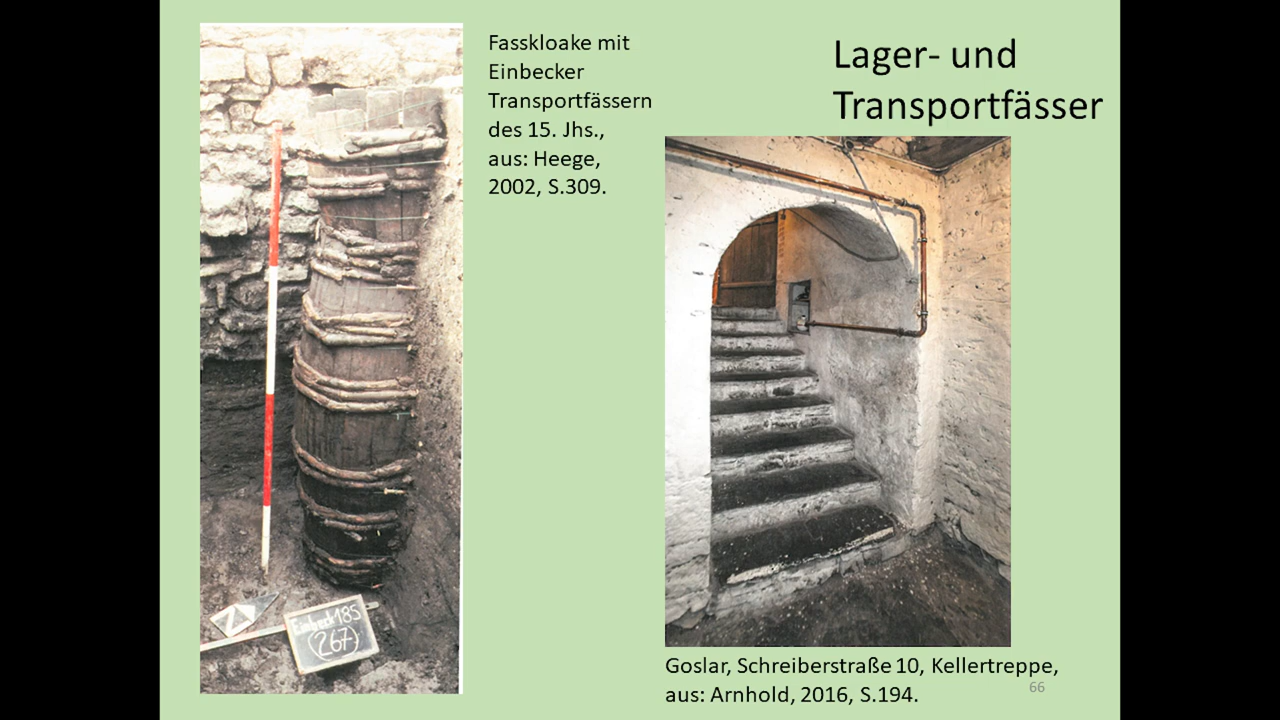 Lager- und
Transportfässer
Fasskloake mit
Einbecker
Transportfässern
des 15. Jhs.,
aus: Heege,
2002, S.309.
Einbeck 185
(267)
Goslar, Schreiberstraße 10, Kellertreppe,
aus: Arnhold, 2016, S.194.
66